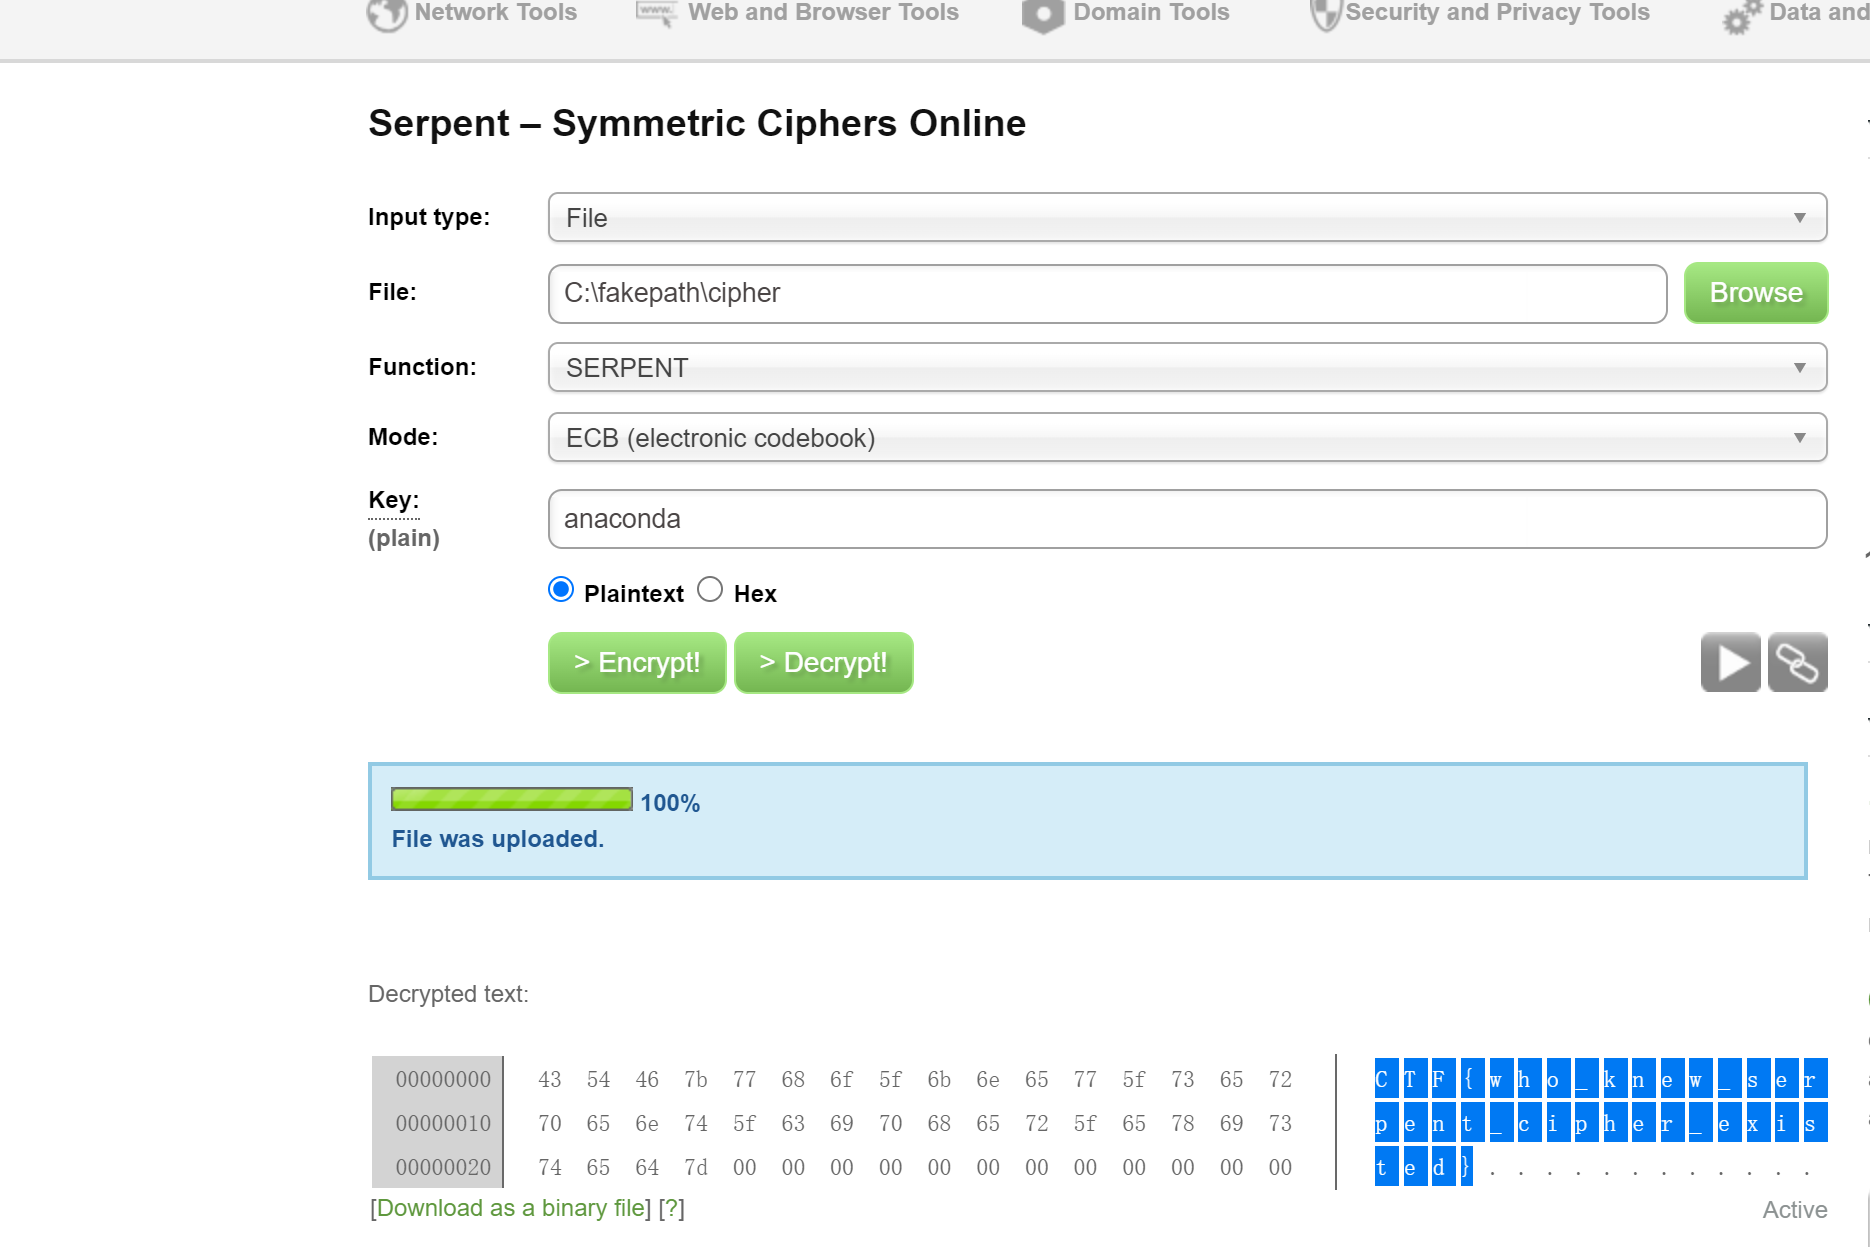 Network Tools Web and Browser Tools Domain Tools Security and Privacy Tools Data and
Serpent – Symmetric Ciphers Online
Input type: File
File: C:\fakepath\cipher Browse
Function: SERPENT
Mode: ECB (electronic codebook)
Key:
(plain)
anaconda
Plaintext Hex
> Encrypt! > Decrypt!
100%
File was uploaded.
Decrypted text:
00000000 43 54 46 7b 77 68 6f 5f 6b 6e 65 77 5f 73 65 72 CTF{who_knew_ser
00000010 70 65 6e 74 5f 63 69 70 68 65 72 5f 65 78 69 73 pent_cipher_exis
00000020 74 65 64 7d 00 00 00 00 00 00 00 00 00 00 00 00 ted}............
[Download as a binary file] [?]
Active